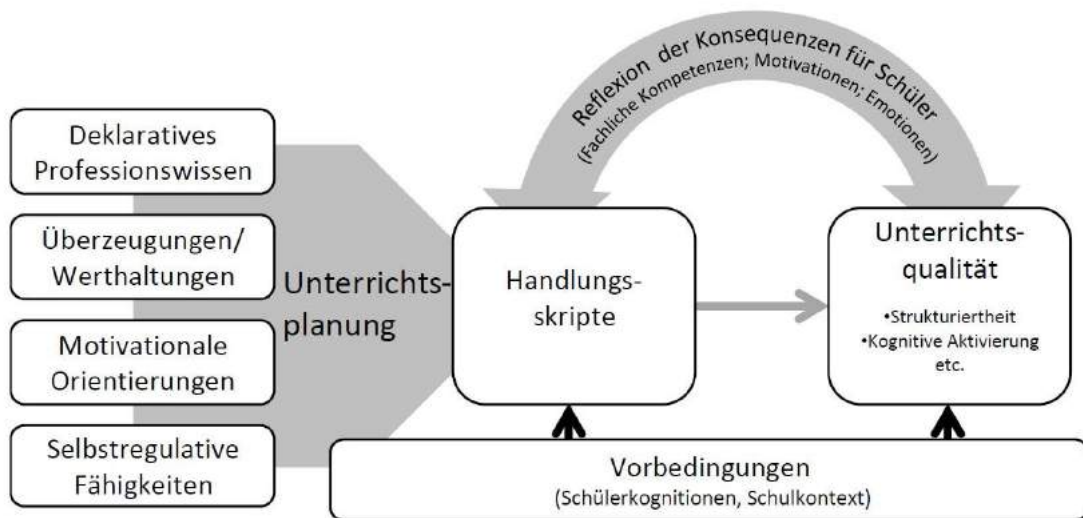 Reflexion der Konsequenzen für Schüler
(Fachliche Kompetenzen; Motivationen; Emotionen)
Deklaratives
Professionswissen
Überzeugungen/
Werthaltungen
Motivationale
Orientierungen
Selbstregulative
Fähigkeiten
Unterrichts-
planung
Handlungs-
skripte
Unterrichts-
qualität
•Strukturiertheit
•Kognitive Aktivierung
etc.
Vorbedingungen
(Schülerkognitionen, Schulkontext)